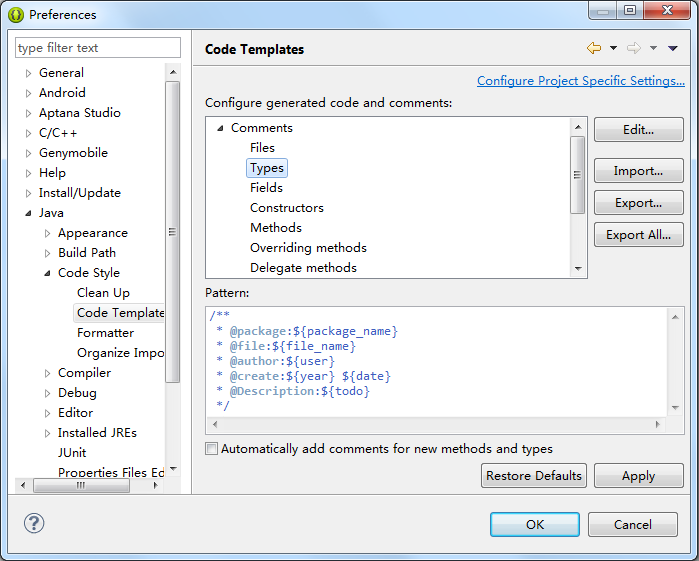 Preferences
type filter text
General
Android
Aptana Studio
C/C++
Genymobile
Help
Install/Update
Java
Appearance
Build Path
Code Style
Clean Up
Code Template
Formatter
Organize Impo
Compiler
Debug
Editor
Installed JREs
JUnit
Properties Files Ed
Code Templates
Configure Project Specific Settings...
Configure generated code and comments:
Comments
Files
Types
Fields
Constructors
Methods
Overriding methods
Delegate methods
Edit...
Import...
Export...
Export All...
Pattern:
/**
* @package:${package_name}
* @file:${file_name}
* @author:${user}
* @create:${year} ${date}
* @Description:${todo}
*/
Automatically add comments for new methods and types
Restore Defaults
Apply
?
OK
Cancel